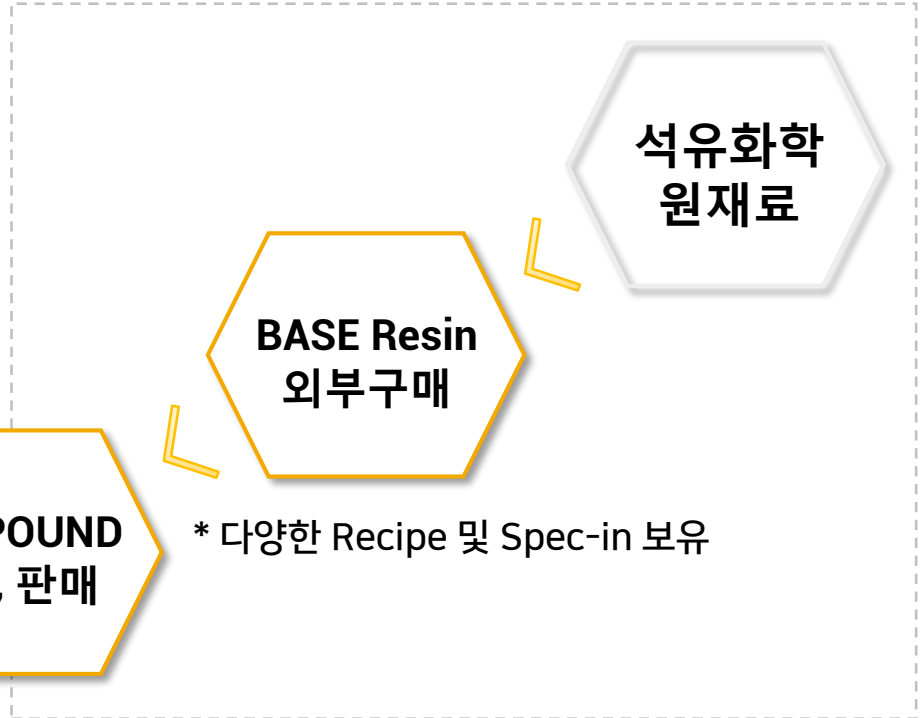 석유화학
원재료
BASE Resin
외부구매
POUND
, 판매
* 다양한 Recipe 및 Spec-in 보유